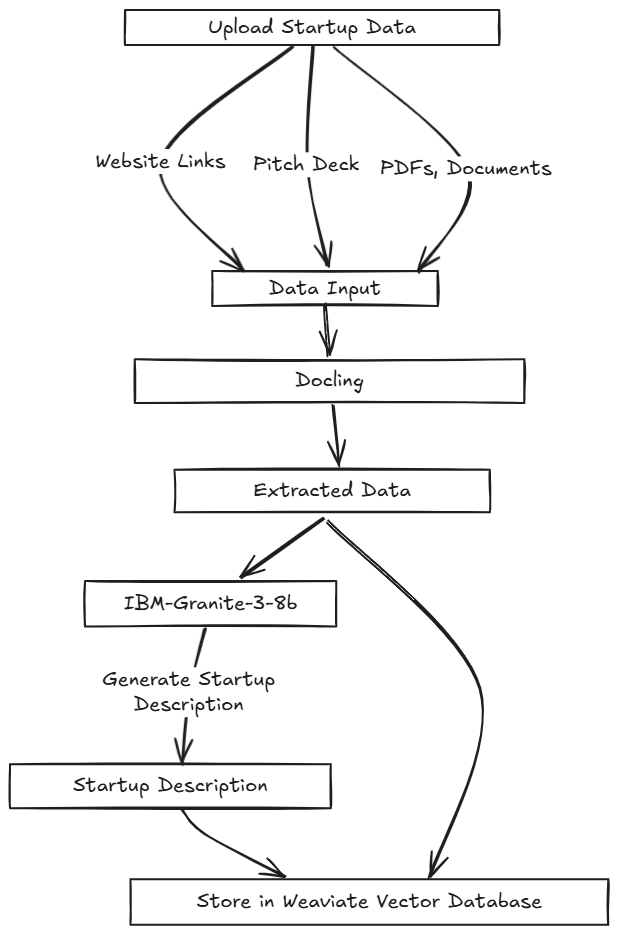 Upload Startup Data
Website Links
Pitch Deck
PDFs, Documents
Data Input
Docling
Extracted Data
IBM-Granite-3-8b
Generate Startup
Description
Startup Description
Store in Weaviate Vector Database